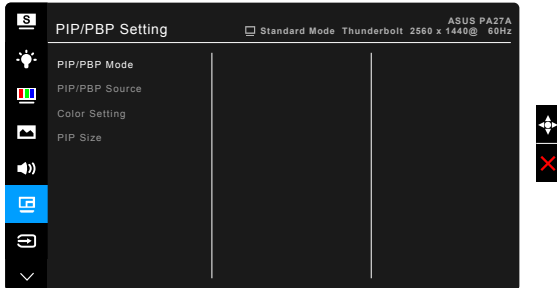 S
ASUS PA27A
PIP/PBP Setting
Standard Mode Thunderbolt 2560 x 1440@ 60Hz
PIP/PBP Mode
PIP/PBP Source
Color Setting
PIP Size